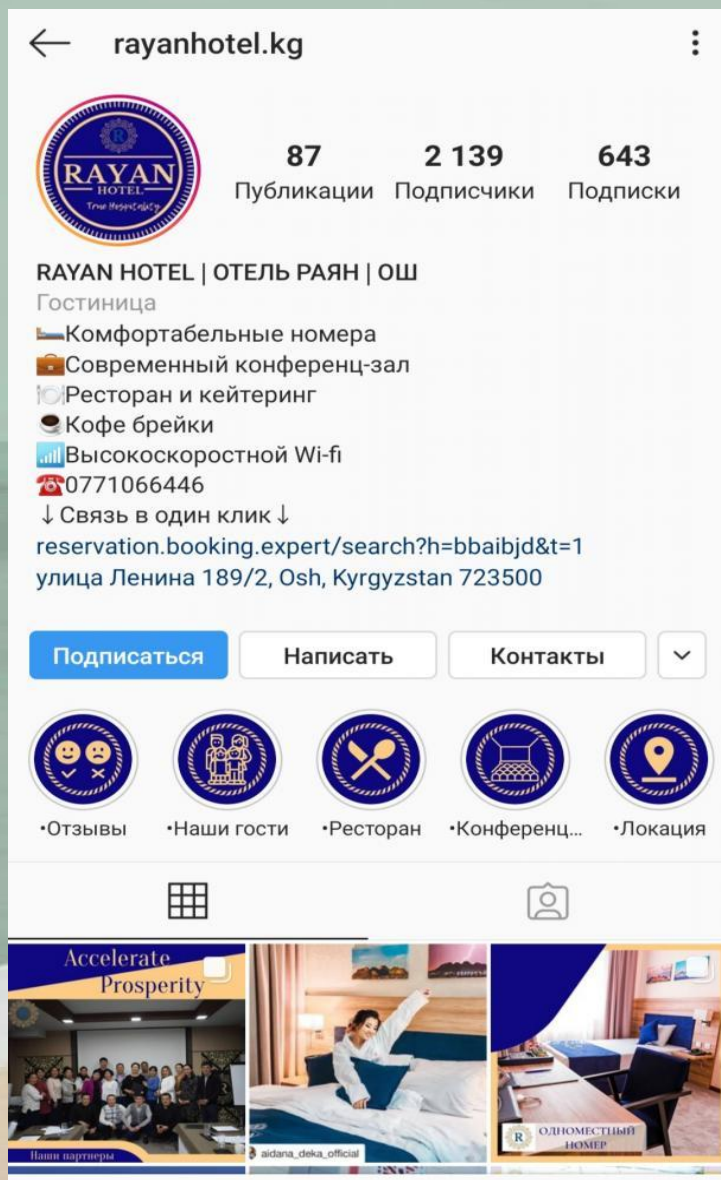 rayanhotel.kg
R
RAYAN
HOTEL
True Hospitality
87
2 139
643
Публикации
Подписчики
Подписки
RAYAN HOTEL | ОТЕЛЬ РАЯН | ОШ
Гостиница
Комфортабельные номера
Современный конференц-зал
Ресторан и кейтеринг
Кофе брейки
Высокоскоростной Wi-fi
0771066446
↓ Связь в один клик ↓
reservation.booking.expert/search?h=bbaibjd&t=1
улица Ленина 189/2, Osh, Kyrgyzstan 723500
Подписаться
Написать
Контакты
•Отзывы
•Наши гости
•Ресторан
•Конференц...
•Локация
Accelerate
Prosperity
Наши партнеры
aidana_deka_official
R
ОДНОМЕСТНЫЙ
НОМЕР